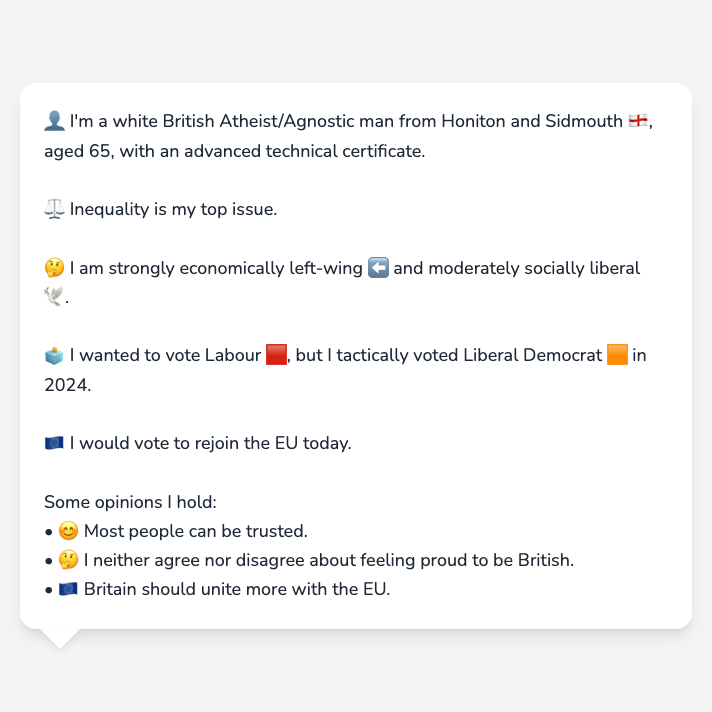 👤 I'm a white British Atheist/Agnostic man from Honiton and Sidmouth 🏴󠁧󠁢󠁥󠁮󠁧󠁿,
aged 65, with an advanced technical certificate.
⚖️ Inequality is my top issue.
🤔 I am strongly economically left-wing ⬅️ and moderately socially liberal
🕊️.
🗳️ I wanted to vote Labour 🟥, but I tactically voted Liberal Democrat 🟧 in
2024.
🇪🇺 I would vote to rejoin the EU today.
Some opinions I hold:
• 😊 Most people can be trusted.
• 🤔 I neither agree nor disagree about feeling proud to be British.
• 🇪🇺 Britain should unite more with the EU.